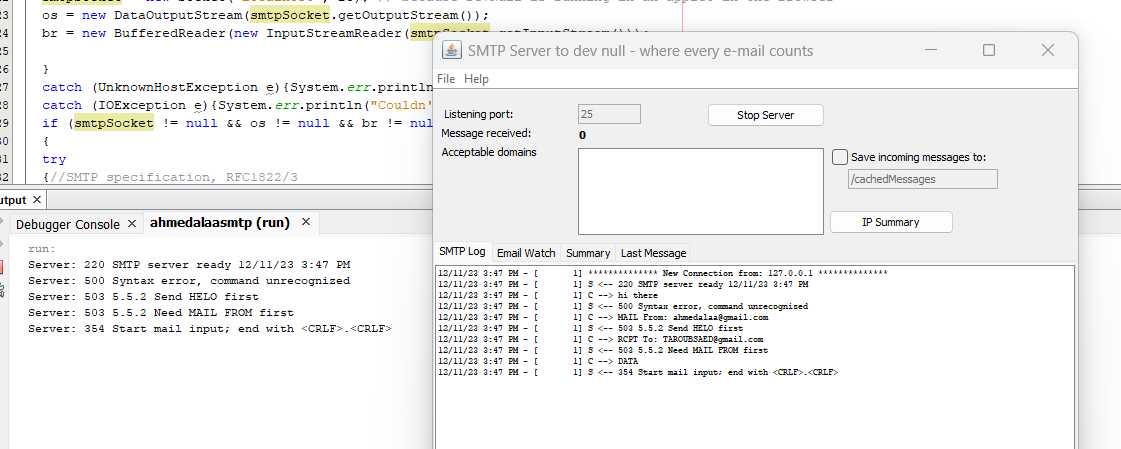 os = new DataOutputStream(smtpSocket.getOutputStream());
br = new BufferedReader(new InputStreamReader(
}
catch (UnknownHostException e){System.err.println
catch (IOException e){System.err.println("Couldn'
if (smtpSocket != null && os != null && br != nul
{
try
{//SMTP specification, RFC1822/3
23
24
25
26
27
28
29
30
31
32
utput
Debugger Console
ahmedalaasmtp (run)
run:
Server: 220 SMTP server ready 12/11/23 3:47 PM
Server: 500 Syntax error, command unrecognized
Server: 503 5.5.2 Send HELO first
Server: 503 5.5.2 Need MAIL FROM first
Server: 354 Start mail input; end with <CRLF>.<CRLF>
SMTP Server to dev null - where every e-mail counts
File Help
Listening port: 25 Stop Server
Message received: 0
Acceptable domains
Save incoming messages to:
/cachedMessages
IP Summary
SMTP Log Email Watch Summary Last Message
12/11/23 3:47 PM - [ 1] ************** New Connection from: 127.0.0.1 **************
12/11/23 3:47 PM - [ 1] S <-- 220 SMTP server ready 12/11/23 3:47 PM
12/11/23 3:47 PM - [ 1] C --> hi there
12/11/23 3:47 PM - [ 1] S <-- 500 Syntax error, command unrecognized
12/11/23 3:47 PM - [ 1] C --> MAIL From: ahmedalaa@gmail.com
12/11/23 3:47 PM - [ 1] S <-- 503 5.5.2 Send HELO first
12/11/23 3:47 PM - [ 1] C --> RCPT To: TAROUBSAED@gmail.com
12/11/23 3:47 PM - [ 1] S <-- 503 5.5.2 Need MAIL FROM first
12/11/23 3:47 PM - [ 1] C --> DATA
12/11/23 3:47 PM - [ 1] S <-- 354 Start mail input; end with <CRLF>.<CRLF>